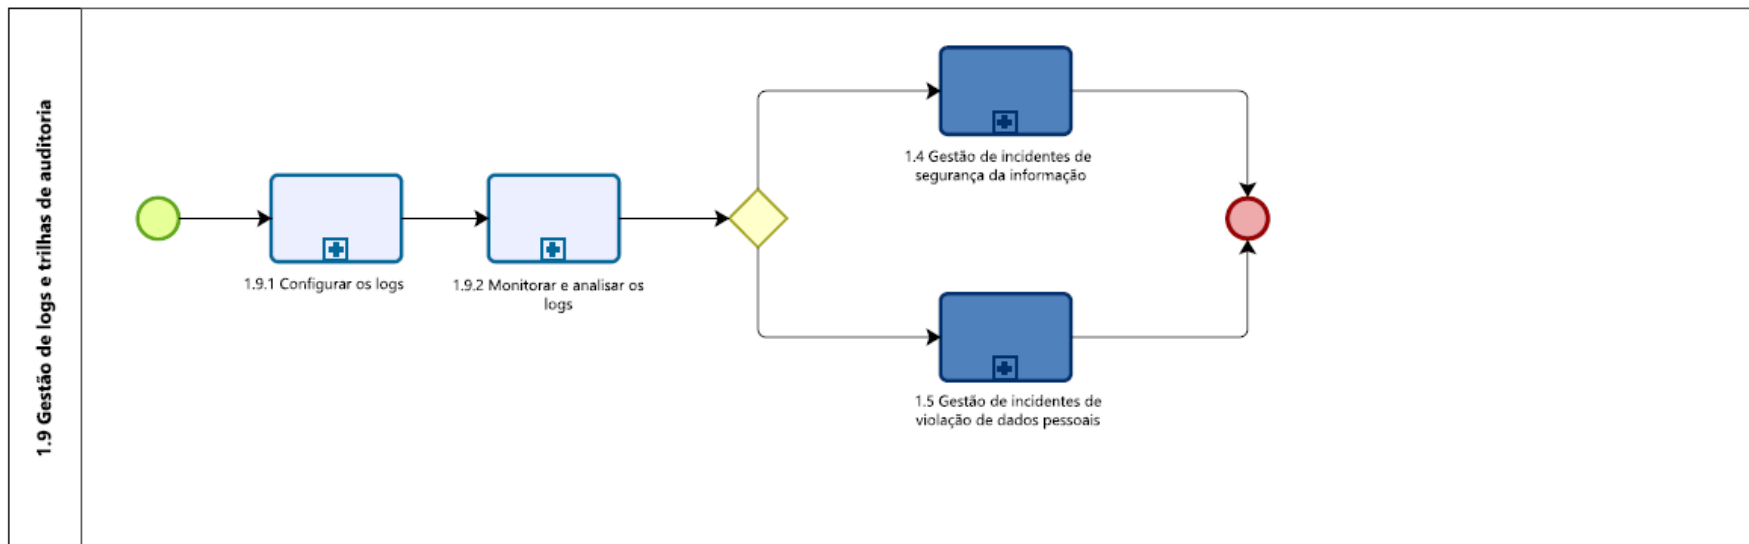 1.9 Gestão de logs e trilhas de auditoria
1.9.1 Configurar os logs
1.9.2 Monitorar e analisar os
logs
1.4 Gestão de incidentes de
segurança da informação
1.5 Gestão de incidentes de
violação de dados pessoais